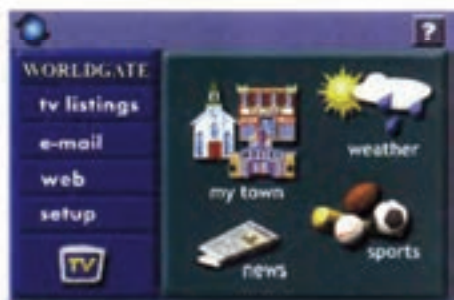 ?
WORLDGATE
tv listings
e-mail
web
setup
TV
my town
weather
news
sports